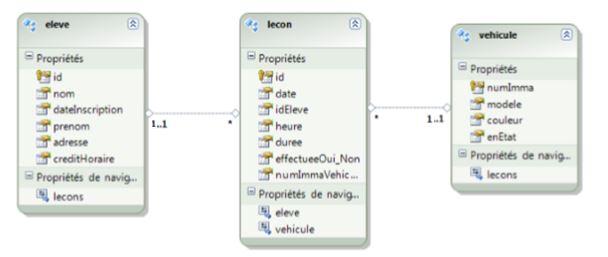 eleve
Propriétés
id
nom
dateInscription
prenom
adresse
creditHoraire
Propriétés de navig...
lecons
1..1
*
lecon
Propriétés
id
date
idEleve
heure
duree
effectueeOui_Non
numImmaVehic...
Propriétés de navig...
eleve
vehicule
*
1..1
vehicule
Propriétés
numImma
modele
couleur
enEtat
Propriétés de navig...
lecons